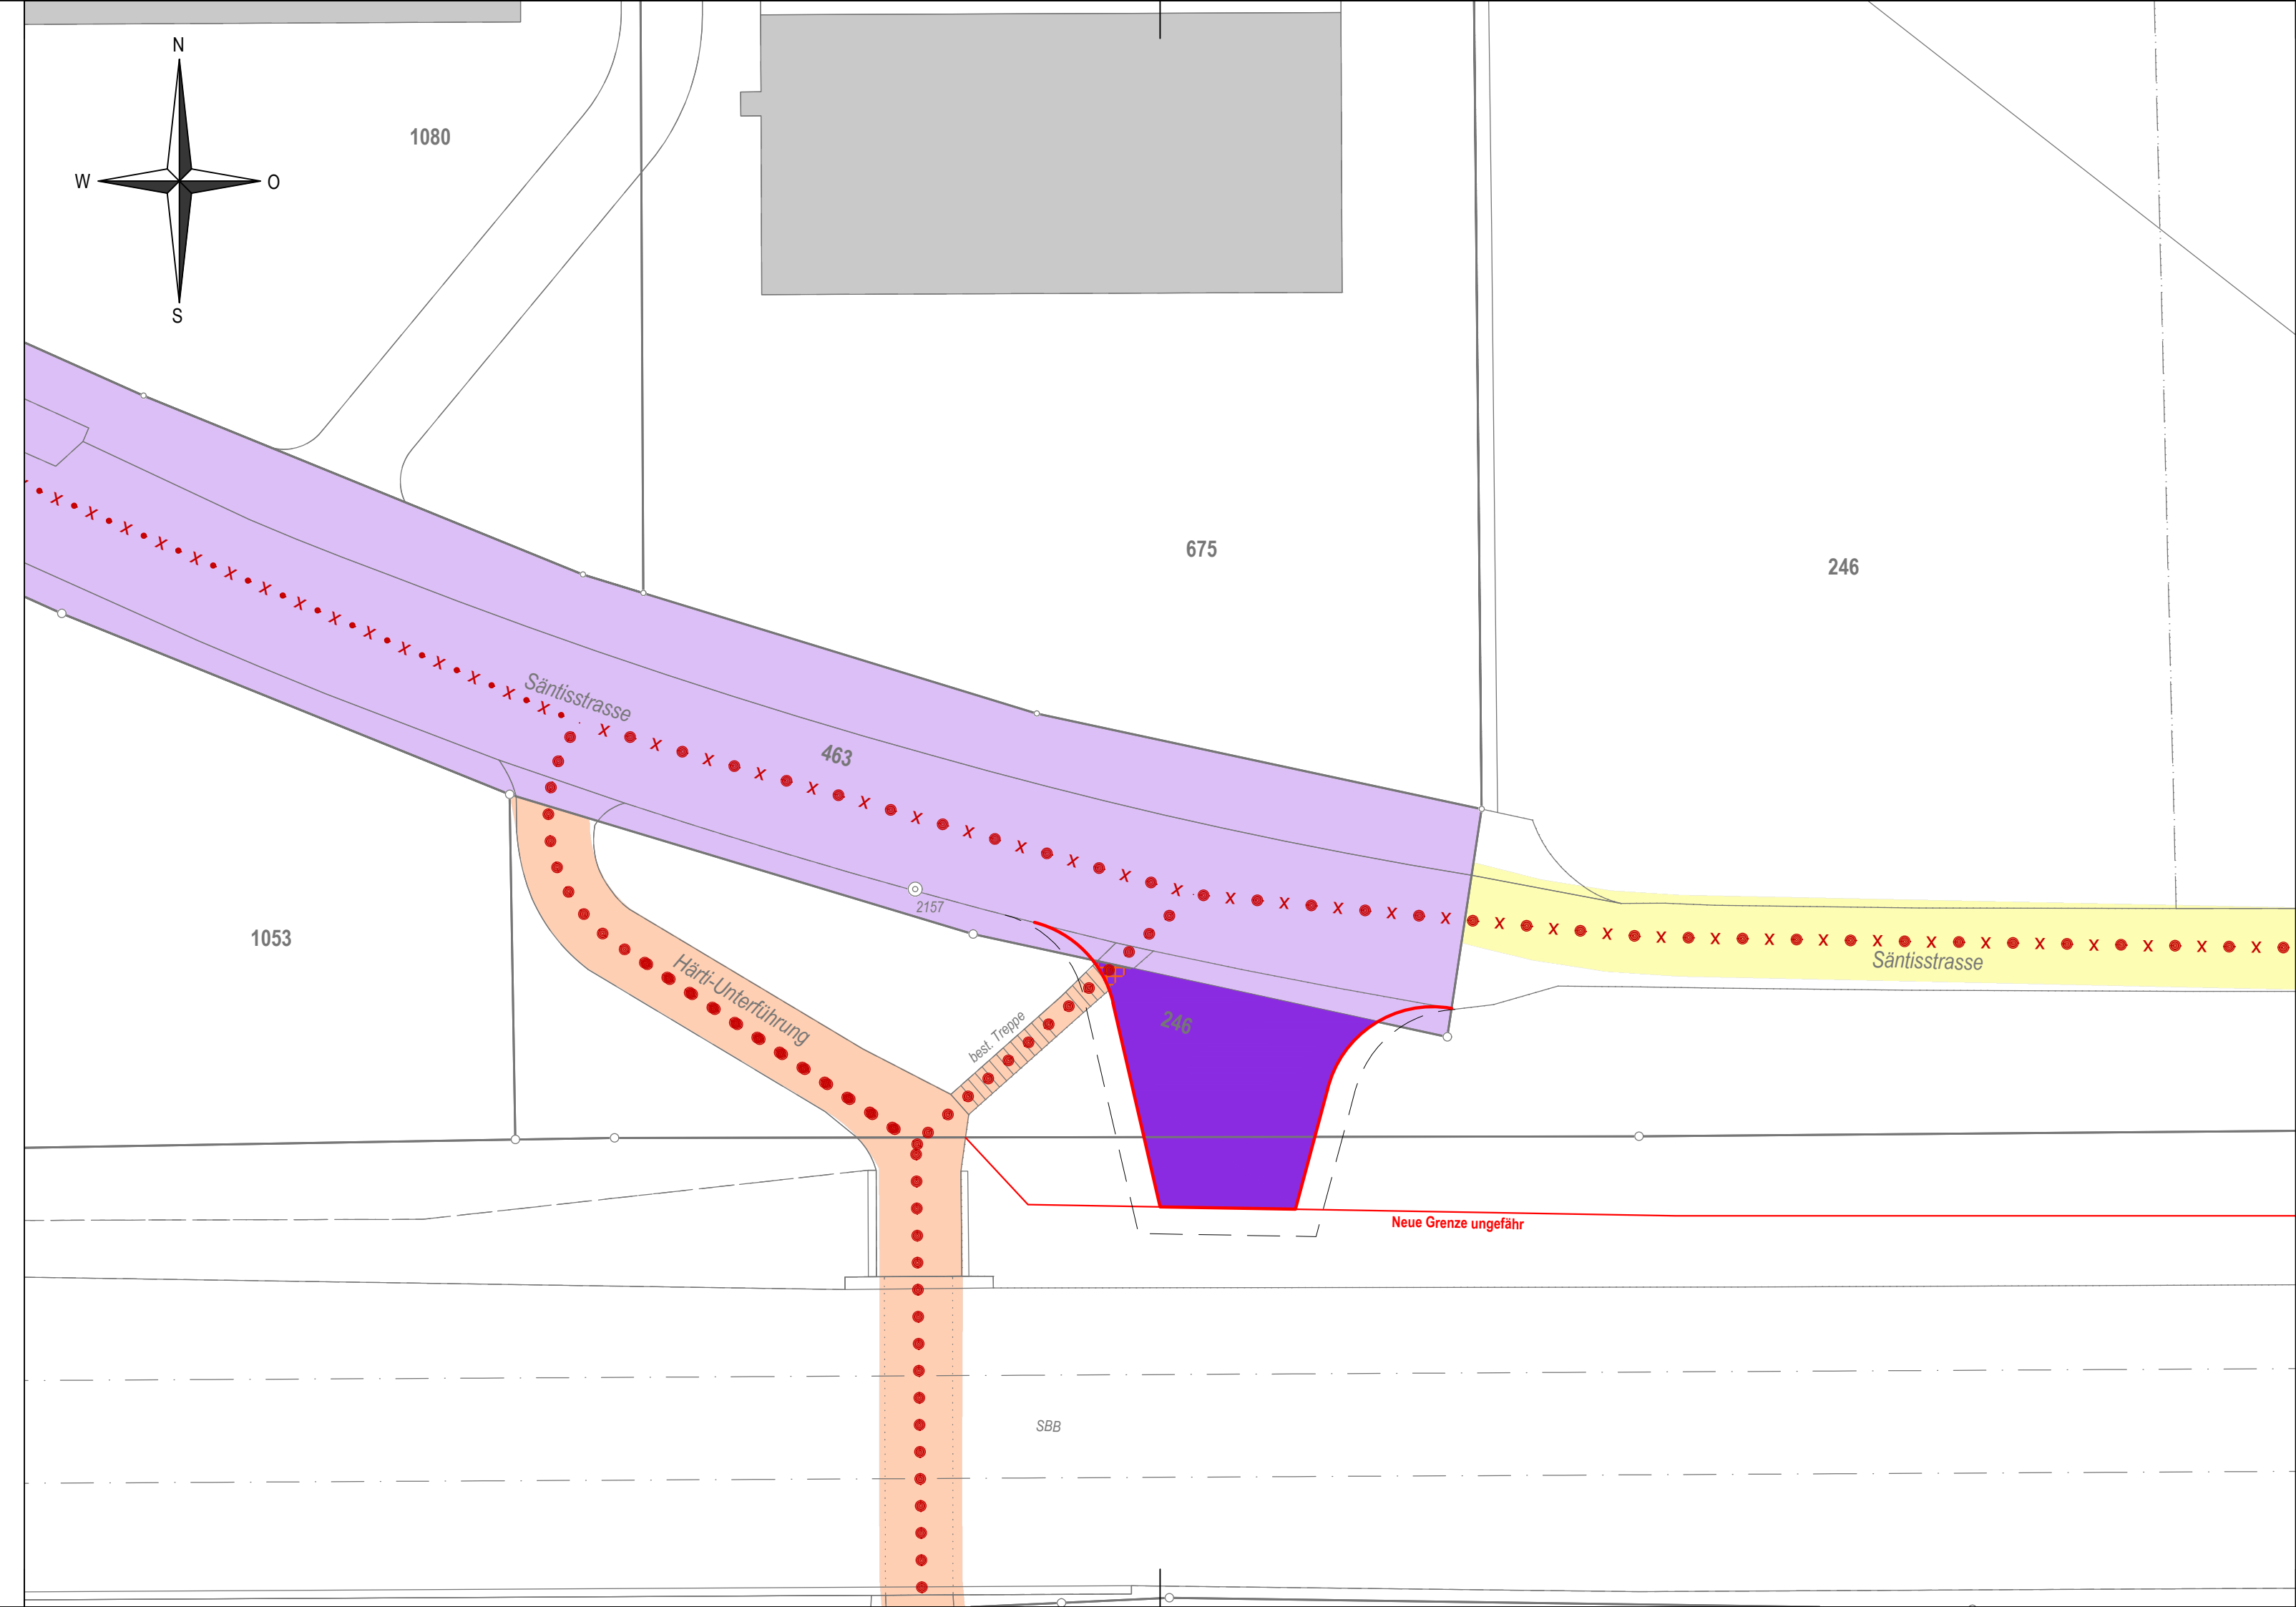 N
1080
W
O
S
675
246
Säntisstrasse
463
2157
1053
Säntisstrasse
Härti-Unterführung
best. Treppe
246
Neue Grenze ungefähr
SBB